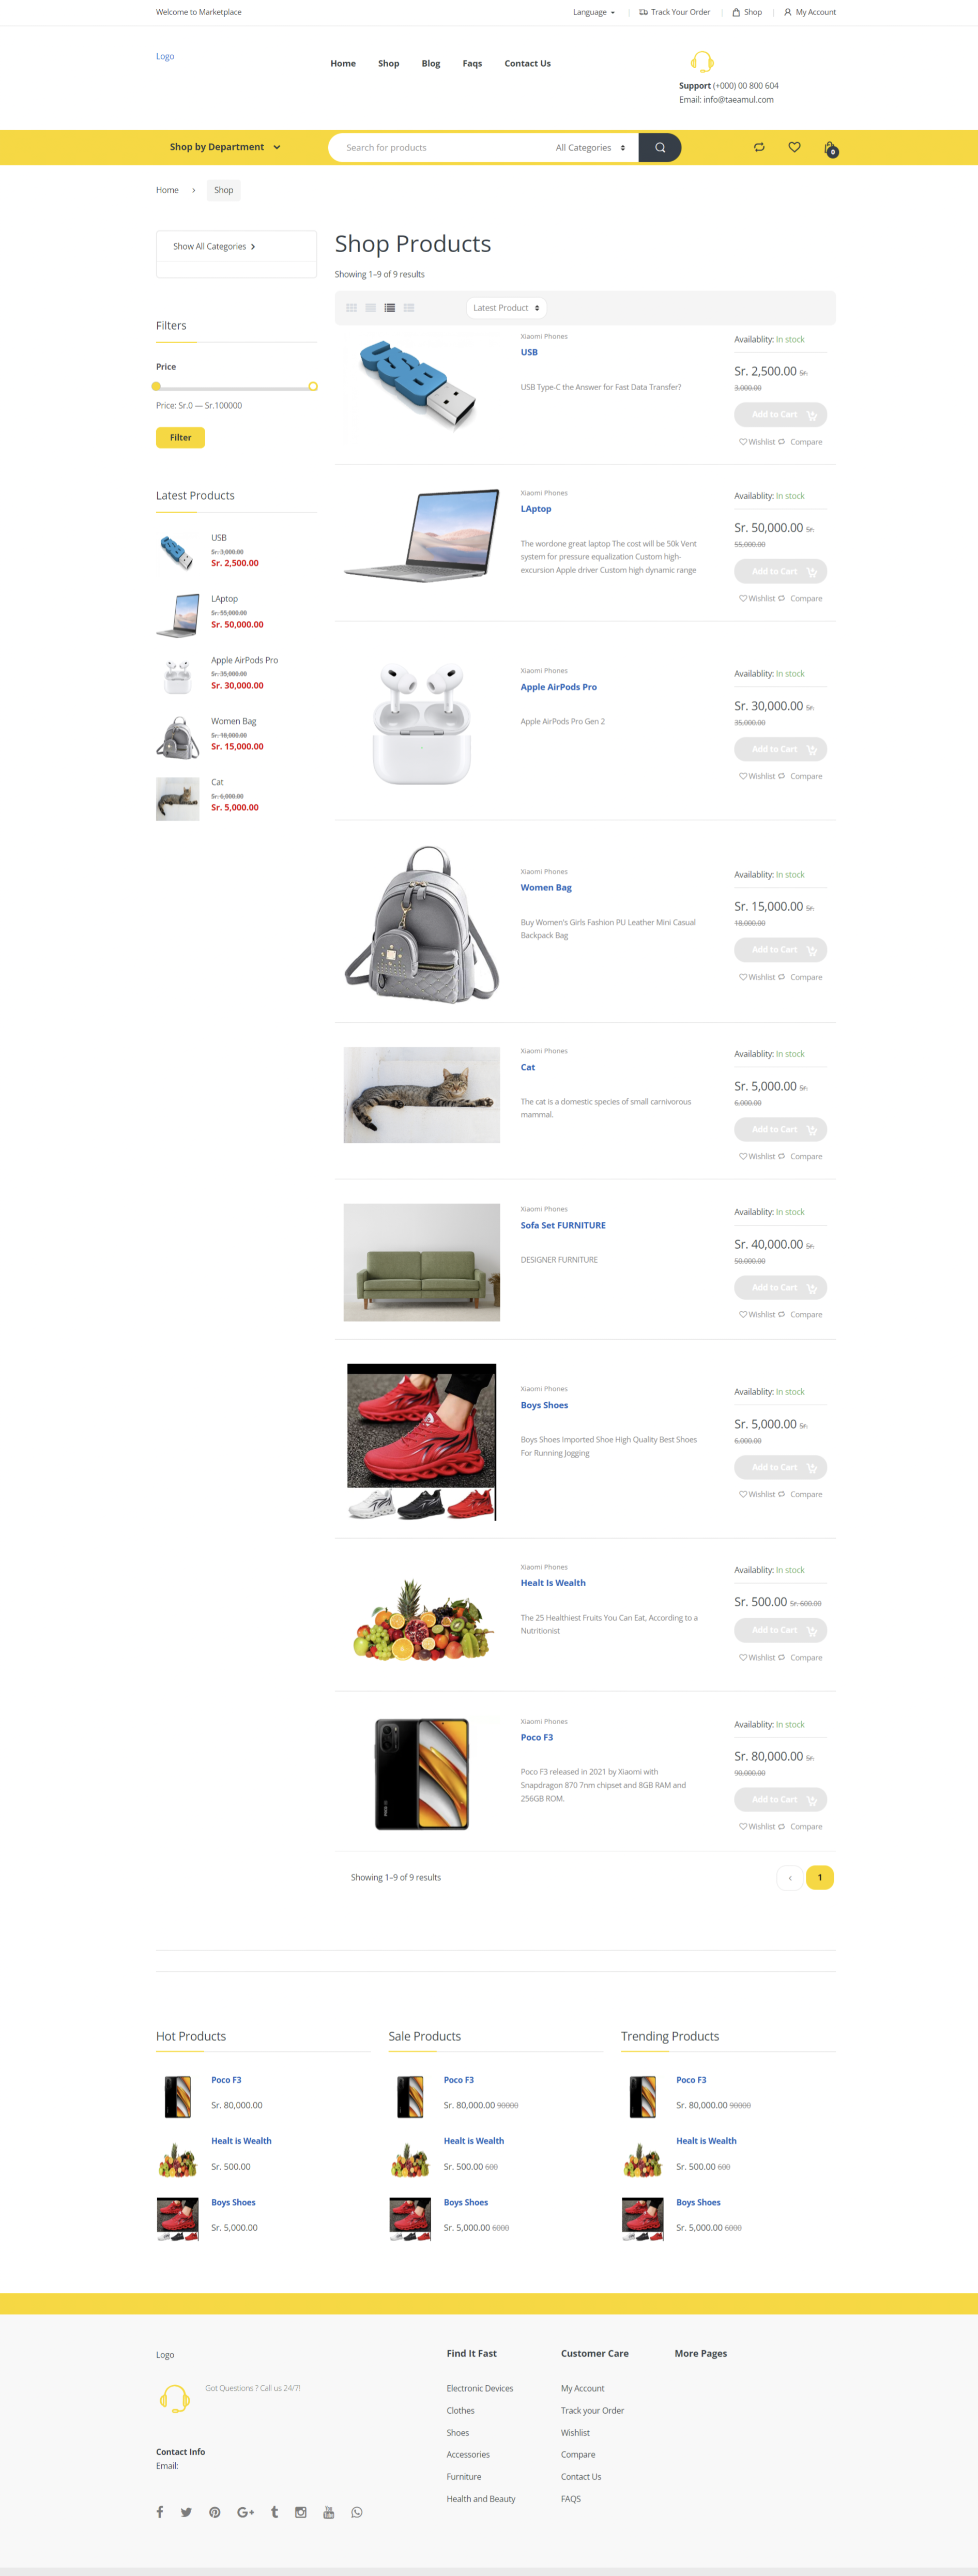 Welcome to Marketplace
Language
Track Your Order
Shop
My Account
Logo
Home
Shop
Blog
Faqs
Contact Us
Support (+000) 00 800 604
Email: info@taeamul.com
Shop by Department
Search for products
All Categories
0
Home
Shop
Show All Categories
Filters
Price
Price: Sr.0 — Sr.100000
Filter
Latest Products
USB
Sr. 3,000.00
Sr. 2,500.00
LAptop
Sr. 55,000.00
Sr. 50,000.00
Apple AirPods Pro
Sr. 35,000.00
Sr. 30,000.00
Women Bag
Sr. 18,000.00
Sr. 15,000.00
Cat
Sr. 6,000.00
Sr. 5,000.00
Shop Products
Showing 1–9 of 9 results
Latest Product
USB
Xiaomi Phones
USB
USB Type-C the Answer for Fast Data Transfer?
Availablity: In stock
Sr. 2,500.00 Sr.
3,000.00
Add to Cart
Wishlist Compare
Xiaomi Phones
LAptop
The wordone great laptop The cost will be 50k Vent
system for pressure equalization Custom high-
excursion Apple driver Custom high dynamic range
Availablity: In stock
Sr. 50,000.00 Sr.
55,000.00
Add to Cart
Wishlist Compare
Xiaomi Phones
Apple AirPods Pro
Apple AirPods Pro Gen 2
Availablity: In stock
Sr. 30,000.00 Sr.
35,000.00
Add to Cart
Wishlist Compare
Xiaomi Phones
Women Bag
Buy Women's Girls Fashion PU Leather Mini Casual
Backpack Bag
Availablity: In stock
Sr. 15,000.00 Sr.
18,000.00
Add to Cart
Wishlist Compare
Xiaomi Phones
Cat
The cat is a domestic species of small carnivorous
mammal.
Availablity: In stock
Sr. 5,000.00 Sr.
6,000.00
Add to Cart
Wishlist Compare
Xiaomi Phones
Sofa Set FURNITURE
DESIGNER FURNITURE
Availablity: In stock
Sr. 40,000.00 Sr.
50,000.00
Add to Cart
Wishlist Compare
Xiaomi Phones
Boys Shoes
Boys Shoes Imported Shoe High Quality Best Shoes
For Running Jogging
Availablity: In stock
Sr. 5,000.00 Sr.
6,000.00
Add to Cart
Wishlist Compare
Xiaomi Phones
Healt Is Wealth
The 25 Healthiest Fruits You Can Eat, According to a
Nutritionist
Availablity: In stock
Sr. 500.00 Sr. 600.00
Add to Cart
Wishlist Compare
Xiaomi Phones
Poco F3
Poco F3 released in 2021 by Xiaomi with
Snapdragon 870 7nm chipset and 8GB RAM and
256GB ROM.
Availablity: In stock
Sr. 80,000.00 Sr.
90,000.00
Add to Cart
Wishlist Compare
Showing 1–9 of 9 results
‹ 1
Hot Products
Poco F3
Sr. 80,000.00
Healt is Wealth
Sr. 500.00
Boys Shoes
Sr. 5,000.00
Sale Products
Poco F3
Sr. 80,000.00 90000
Healt is Wealth
Sr. 500.00 600
Boys Shoes
Sr. 5,000.00 6000
Trending Products
Poco F3
Sr. 80,000.00 90000
Healt is Wealth
Sr. 500.00 600
Boys Shoes
Sr. 5,000.00 6000
Logo
Got Questions ? Call us 24/7!
Contact Info
Email:
Find It Fast
Electronic Devices
Clothes
Shoes
Accessories
Furniture
Health and Beauty
Customer Care
My Account
Track your Order
Wishlist
Compare
Contact Us
FAQS
More Pages